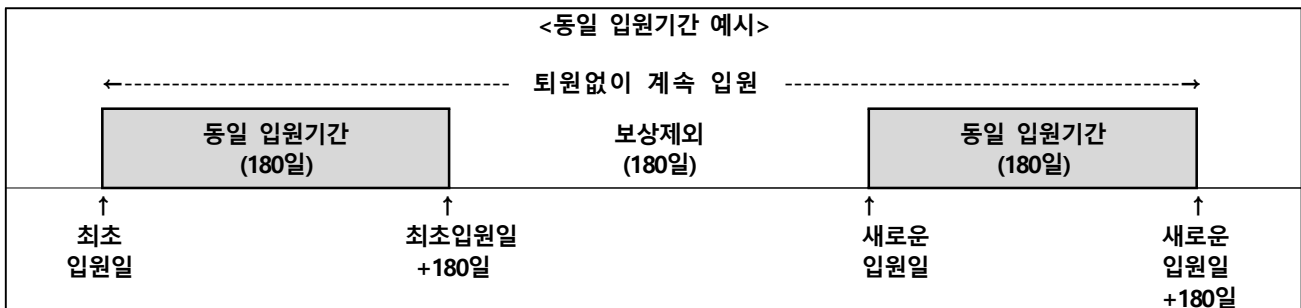 <동일 입원기간 예시>
←---------------------------------------- 퇴원없이 계속 입원 ----------------------------------------→
동일 입원기간 보상제외 동일 입원기간
(180일) (180일) (180일)
↑ ↑ ↑ ↑
최초 최초입원일 새로운 새로운
입원일 +180일 입원일 입원일
+180일